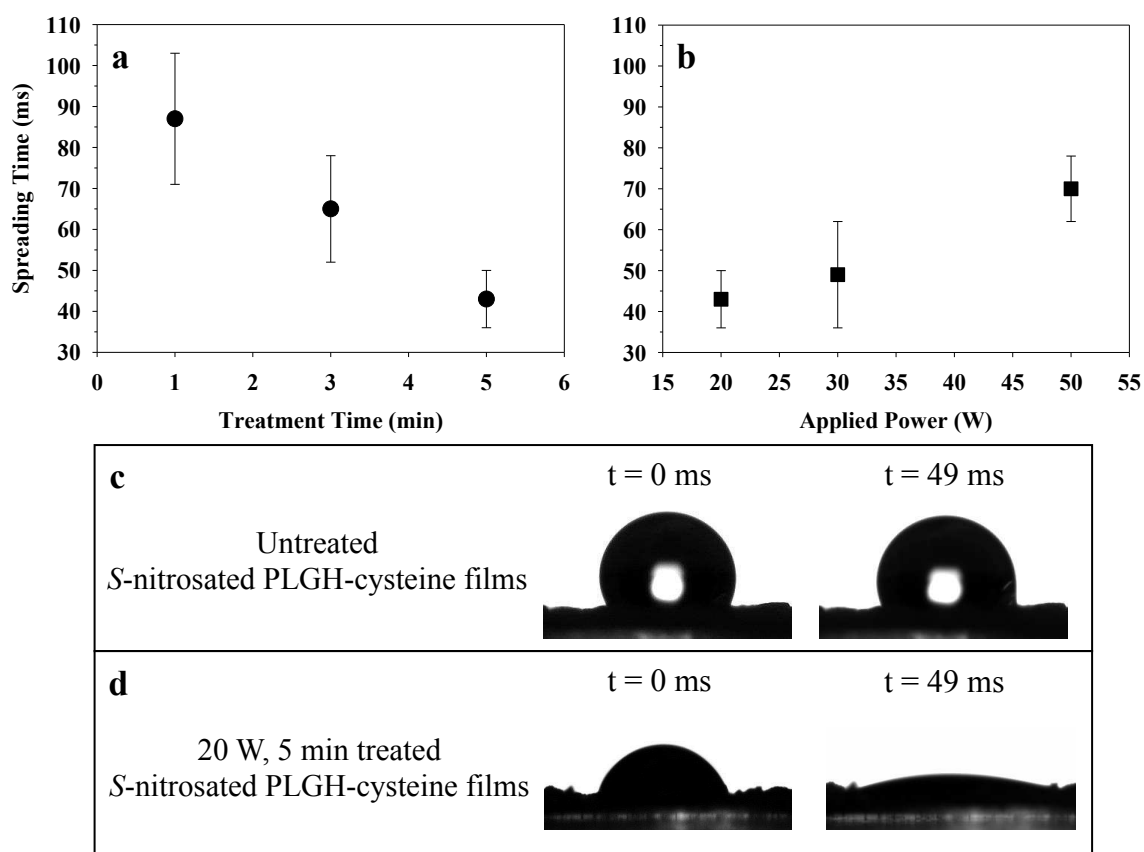 a
110
100
90
80
70
60
50
40
30
Spreading Time (ms)
0 1 2 3 4 5 6
Treatment Time (min)
b
110
100
90
80
70
60
50
40
30
15 20 25 30 35 40 45 50 55
Applied Power (W)
c
t = 0 ms
t = 49 ms
Untreated
S-nitrosated PLGH-cysteine films
d
t = 0 ms
t = 49 ms
20 W, 5 min treated
S-nitrosated PLGH-cysteine films